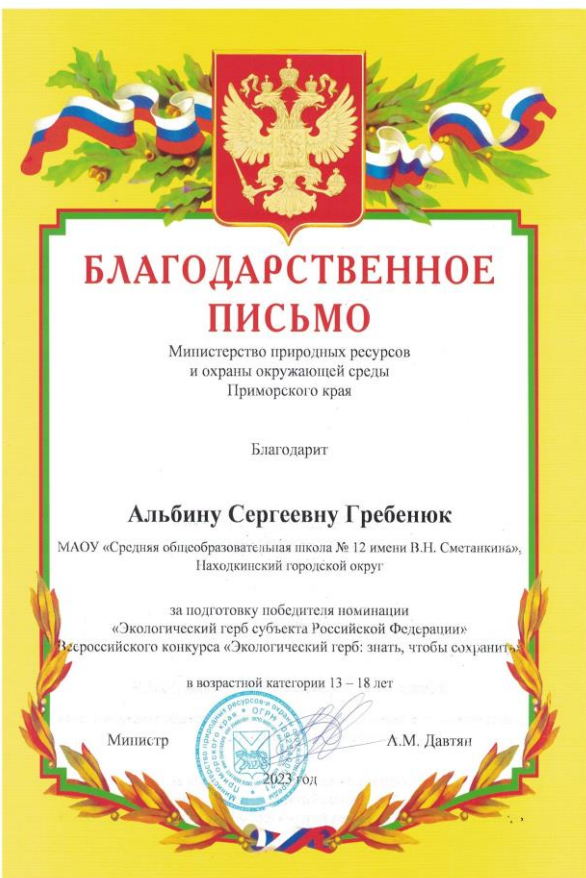 БЛАГОДАРСТВЕННОЕ
ПИСЬМО
Министерство природных ресурсов
и охраны окружающей среды
Приморского края
Благодарит
Альбину Сергеевну Гребенюк
МАОУ «Средняя общеобразовательная школа № 12 имени В.Н. Сметанкина»,
Находкинский городской округ
за подготовку победителя номинации
«Экологический герб субъекта Российской Федерации»
Всероссийского конкурса «Экологический герб: знать, чтобы сохранить»
в возрастной категории 13 – 18 лет
Министр
А.М. Давтян
2023 год